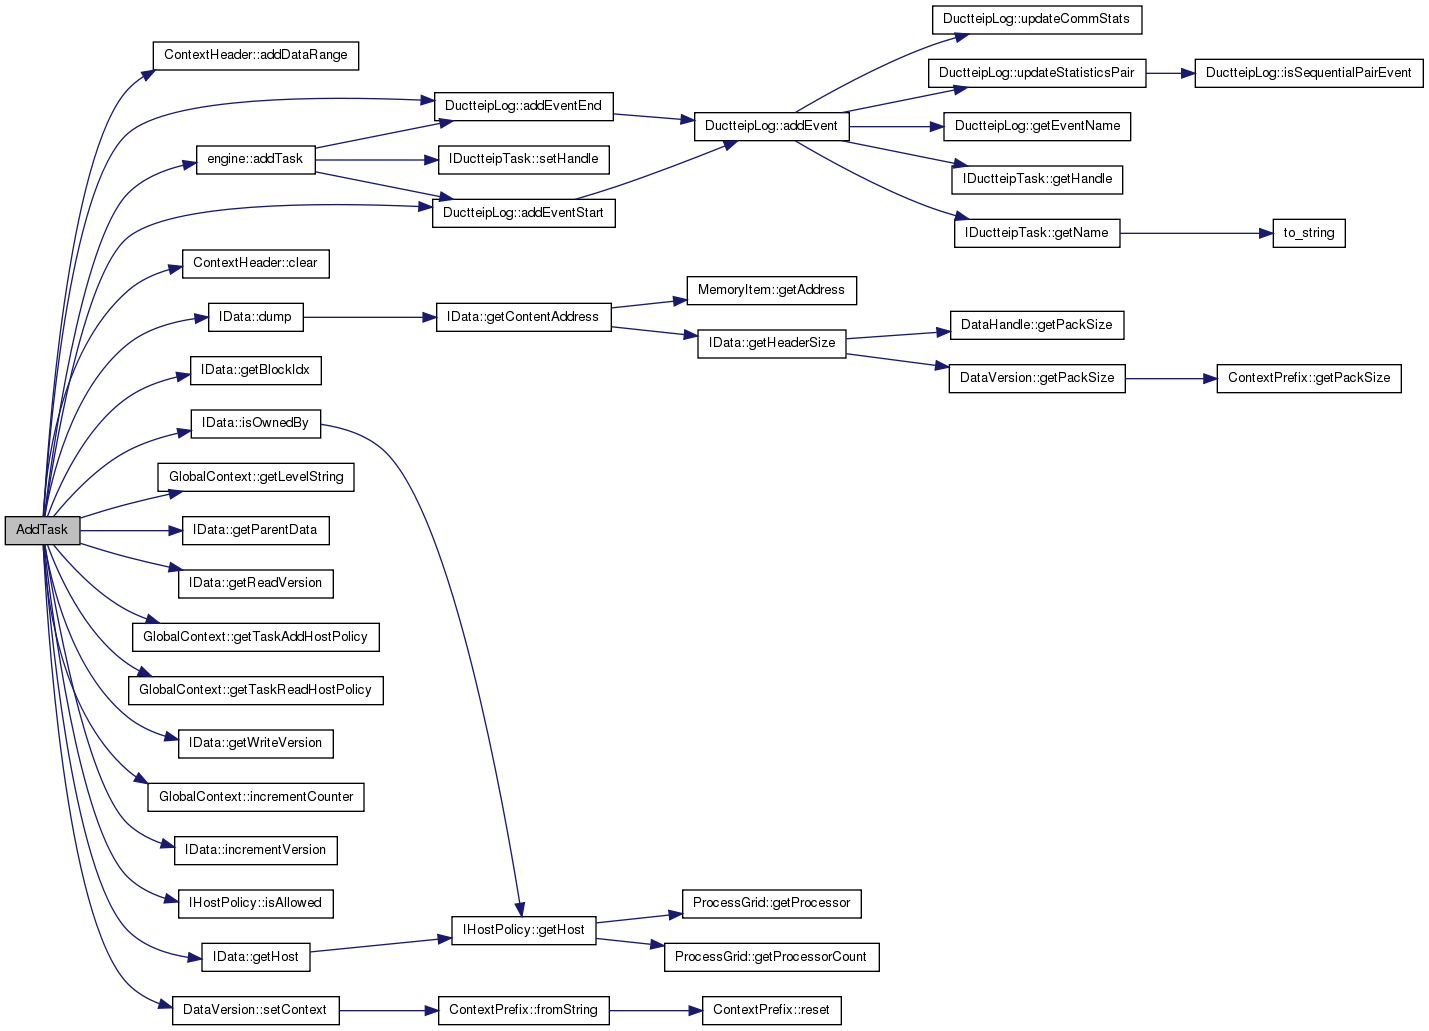 DuctteipLog::updateCommStats
ContextHeader::addDataRange
DuctteipLog::updateStatisticsPair
DuctteipLog::isSequentialPairEvent
DuctteipLog::addEventEnd
DuctteipLog::addEvent
DuctteipLog::getEventName
engine::addTask
IDuctteipTask::setHandle
IDuctteipTask::getHandle
DuctteipLog::addEventStart
IDuctteipTask::getName
to_string
ContextHeader::clear
MemoryItem::getAddress
IData::dump
IData::getContentAddress
DataHandle::getPackSize
IData::getHeaderSize
IData::getBlockIdx
DataVersion::getPackSize
ContextPrefix::getPackSize
IData::isOwnedBy
GlobalContext::getLevelString
AddTask
IData::getParentData
IData::getReadVersion
GlobalContext::getTaskAddHostPolicy
GlobalContext::getTaskReadHostPolicy
IData::getWriteVersion
GlobalContext::incrementCounter
IData::incrementVersion
IHostPolicy::isAllowed
ProcessGrid::getProcessor
IHostPolicy::getHost
IData::getHost
ProcessGrid::getProcessorCount
DataVersion::setContext
ContextPrefix::fromString
ContextPrefix::reset